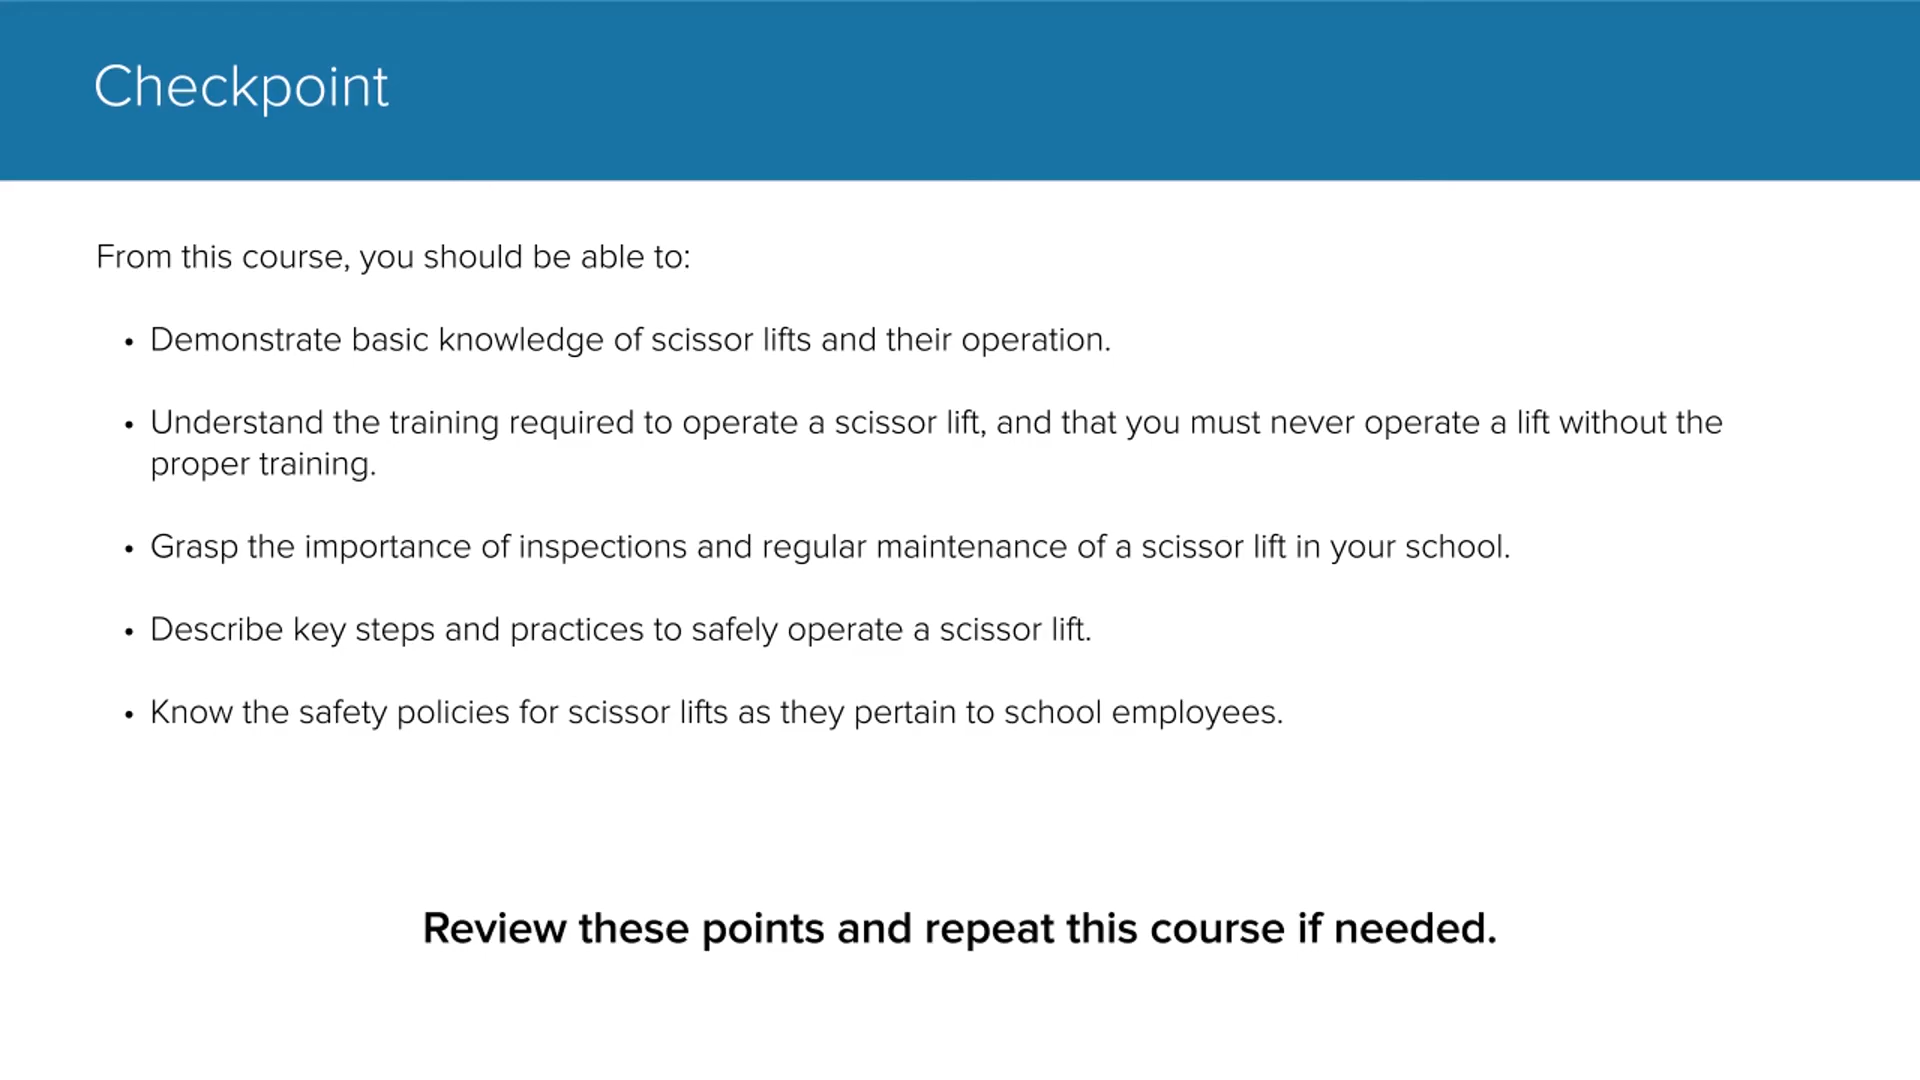 Checkpoint
From this course, you should be able to:
• Demonstrate basic knowledge of scissor lifts and their operation.
• Understand the training required to operate a scissor lift, and that you must never operate a lift without the
proper training.
• Grasp the importance of inspections and regular maintenance of a scissor lift in your school.
• Describe key steps and practices to safely operate a scissor lift.
• Know the safety policies for scissor lifts as they pertain to school employees.
Review these points and repeat this course if needed.